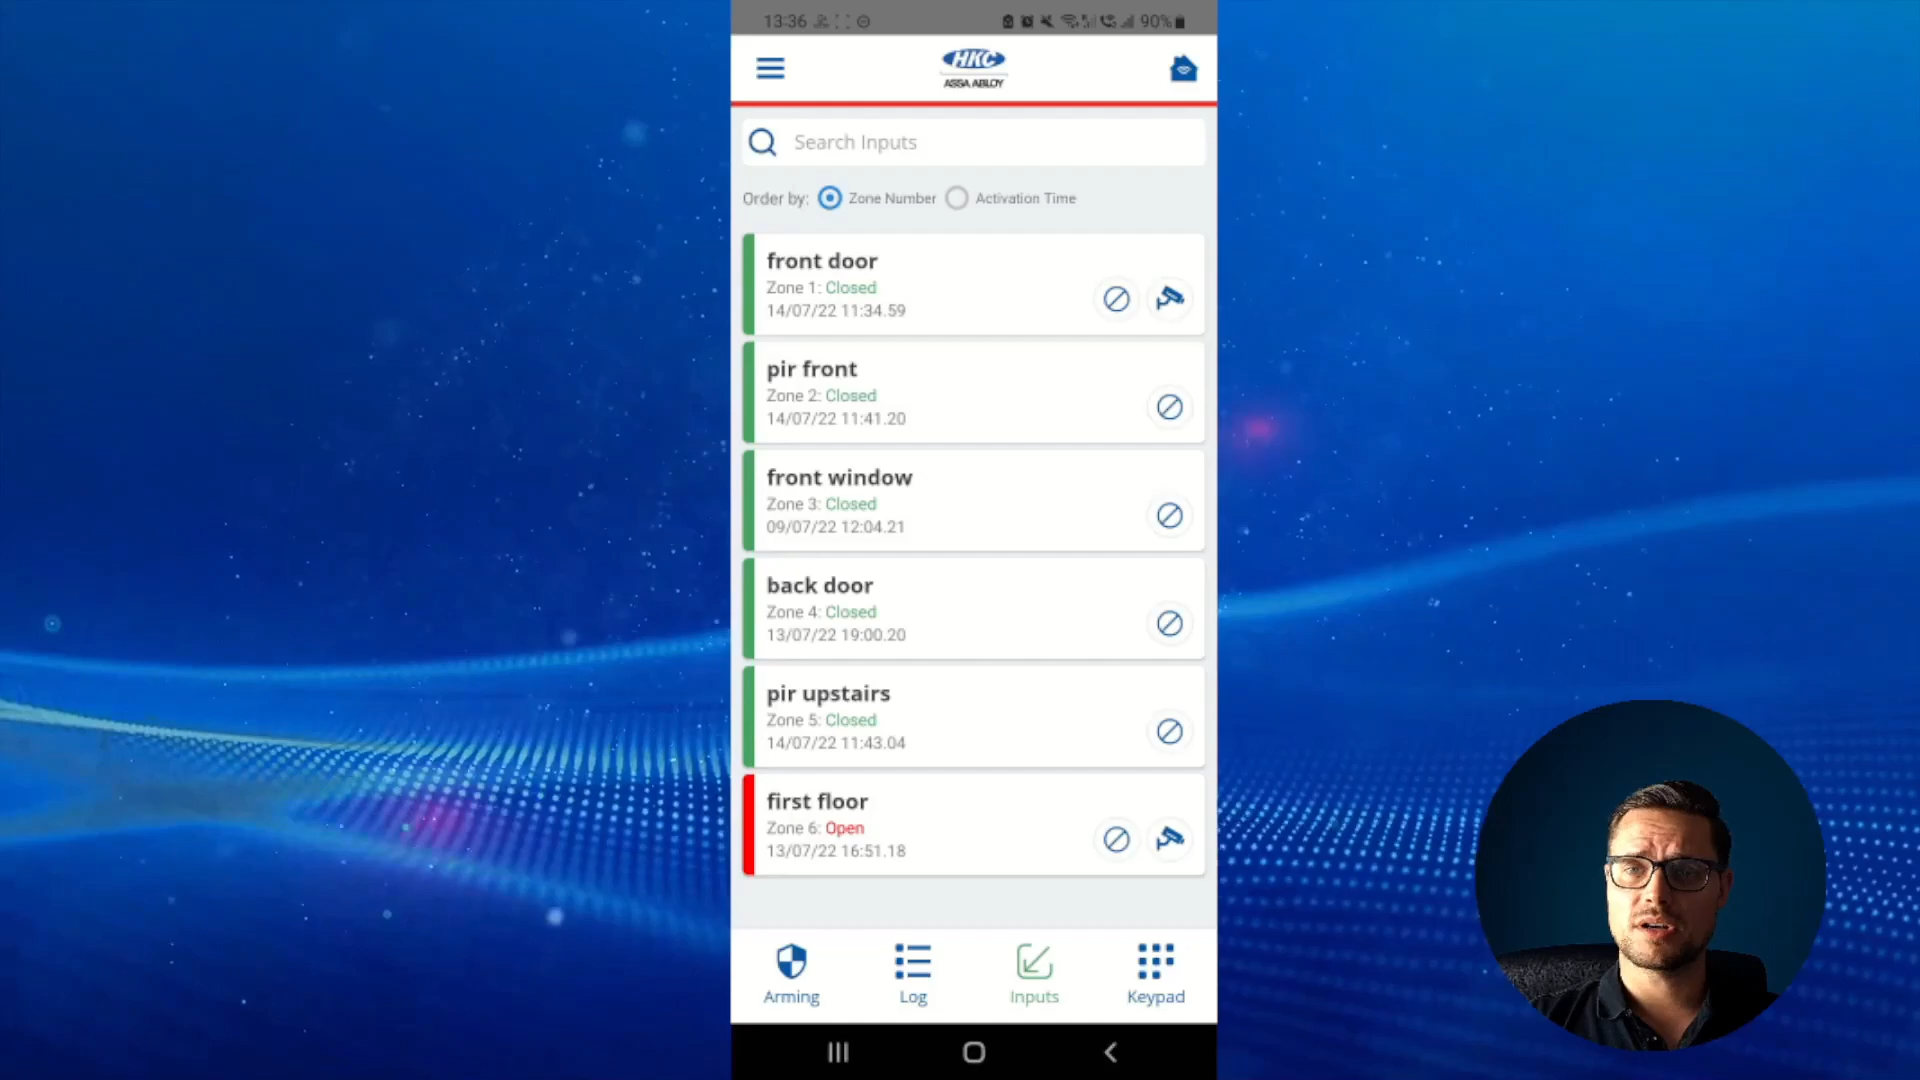 13:36
90%
HKC
ASSA ABLOY
Search Inputs
Order by: Zone Number Activation Time
front door
Zone 1: Closed
14/07/22 11:34.59
pir front
Zone 2: Closed
14/07/22 11:41.20
front window
Zone 3: Closed
09/07/22 12:04.21
back door
Zone 4: Closed
13/07/22 19:00.20
pir upstairs
Zone 5: Closed
14/07/22 11:43.04
first floor
Zone 6: Open
13/07/22 16:51.18
Arming
Log
Inputs
Keypad